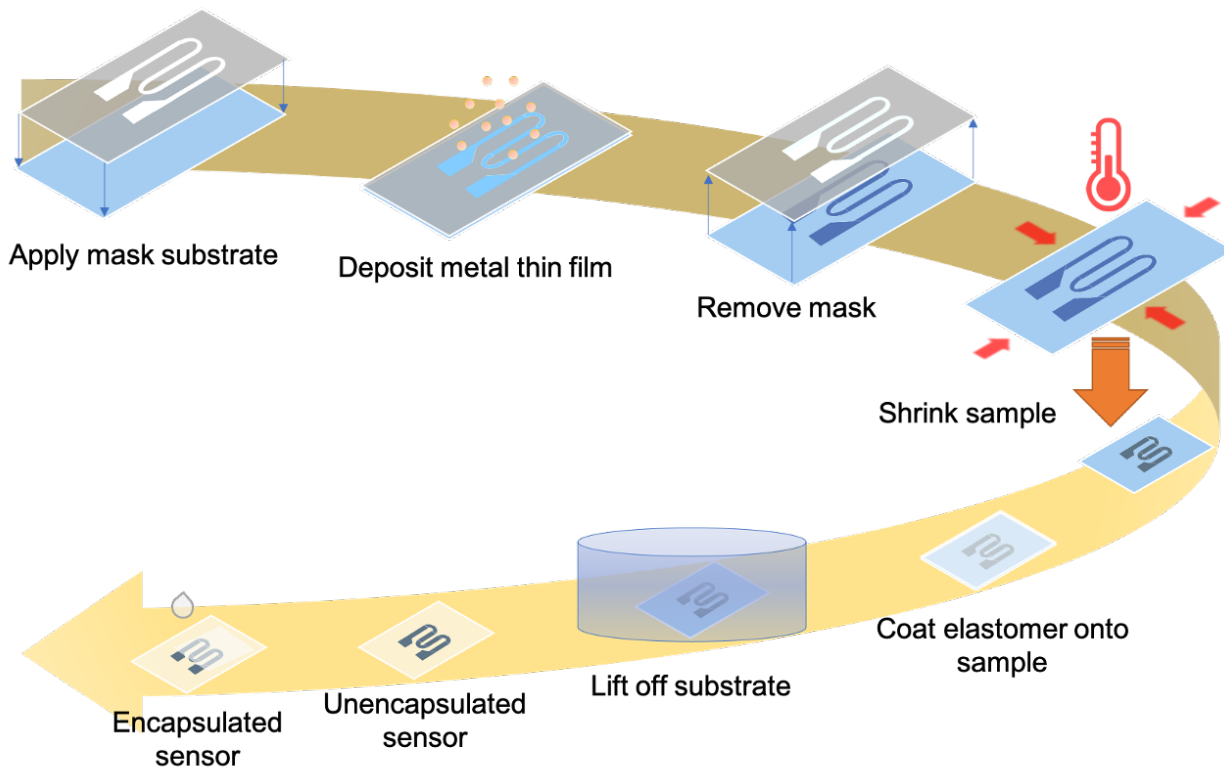 Apply mask substrate
Deposit metal thin film
Remove mask
Shrink sample
Coat elastomer onto
sample
Lift off substrate
Unencapsulated
sensor
Encapsulated
sensor